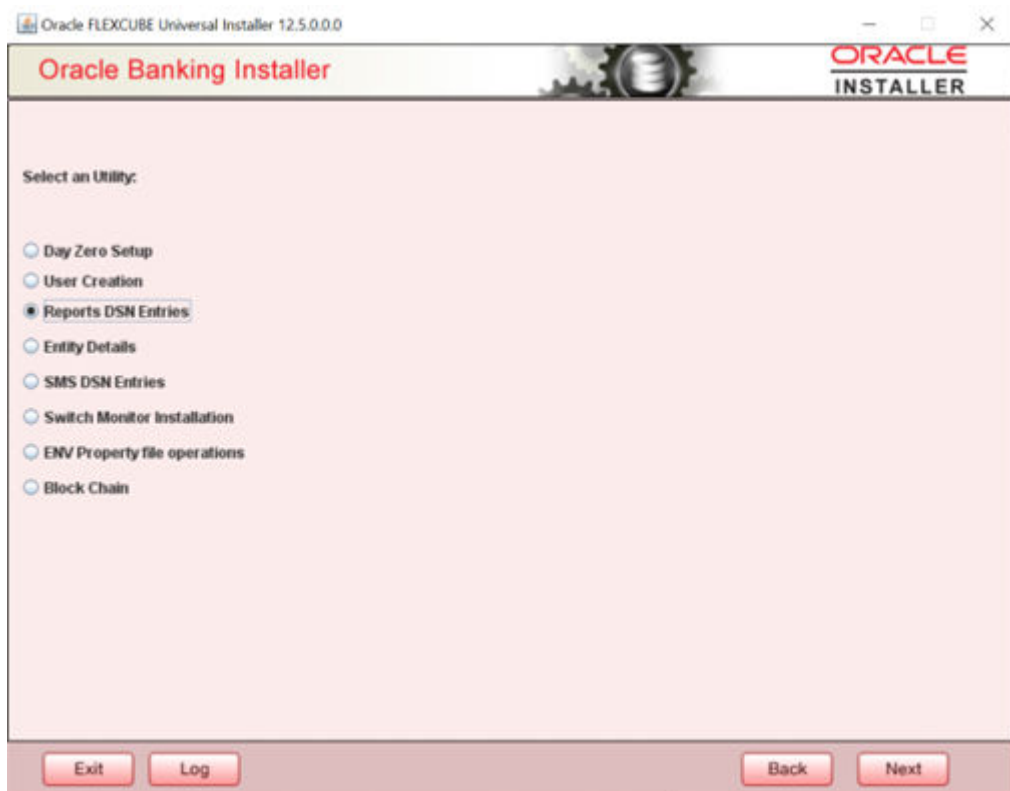 Oracle FLEXCUBE Universal Installer 12.5.0.0.0
Oracle Banking Installer
ORACLE
INSTALLER
Select an Utility:
Day Zero Setup
User Creation
Reports DSN Entries
Entity Details
SMS DSN Entries
Switch Monitor Installation
ENV Property file operations
Block Chain
Exit
Log
Back
Next